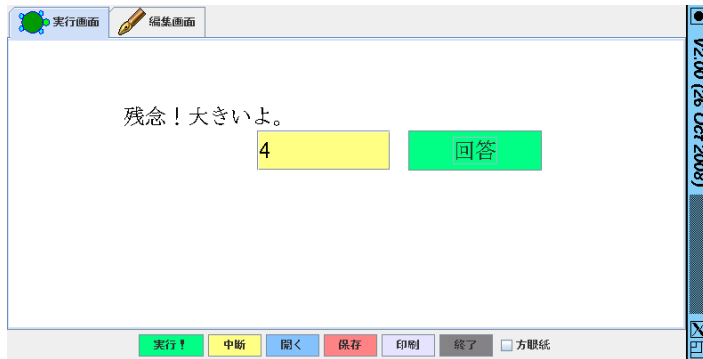 実行画面
編集画面
残念！大きいよ。
4
回答
実行！
中断
開く
保存
印刷
終了
方眼紙
V2.00 (26 Oct 2008)